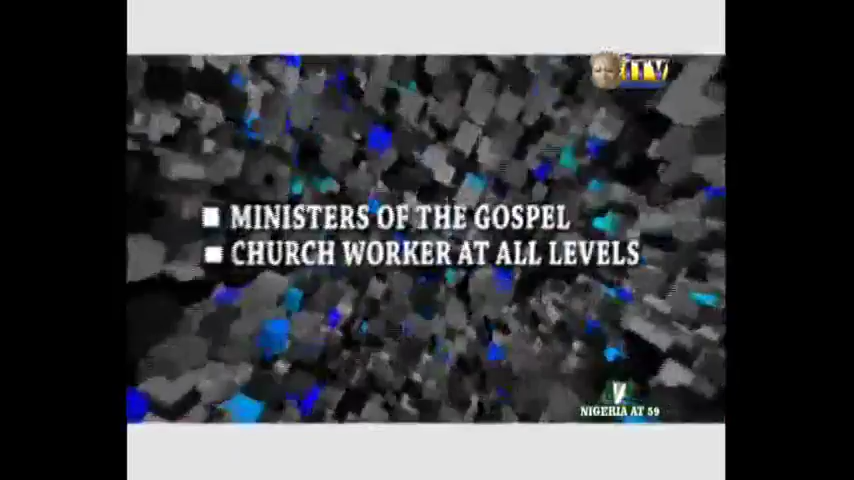 iTV
MINISTERS OF THE GOSPEL
CHURCH WORKER AT ALL LEVELS
NIGERIA AT 59